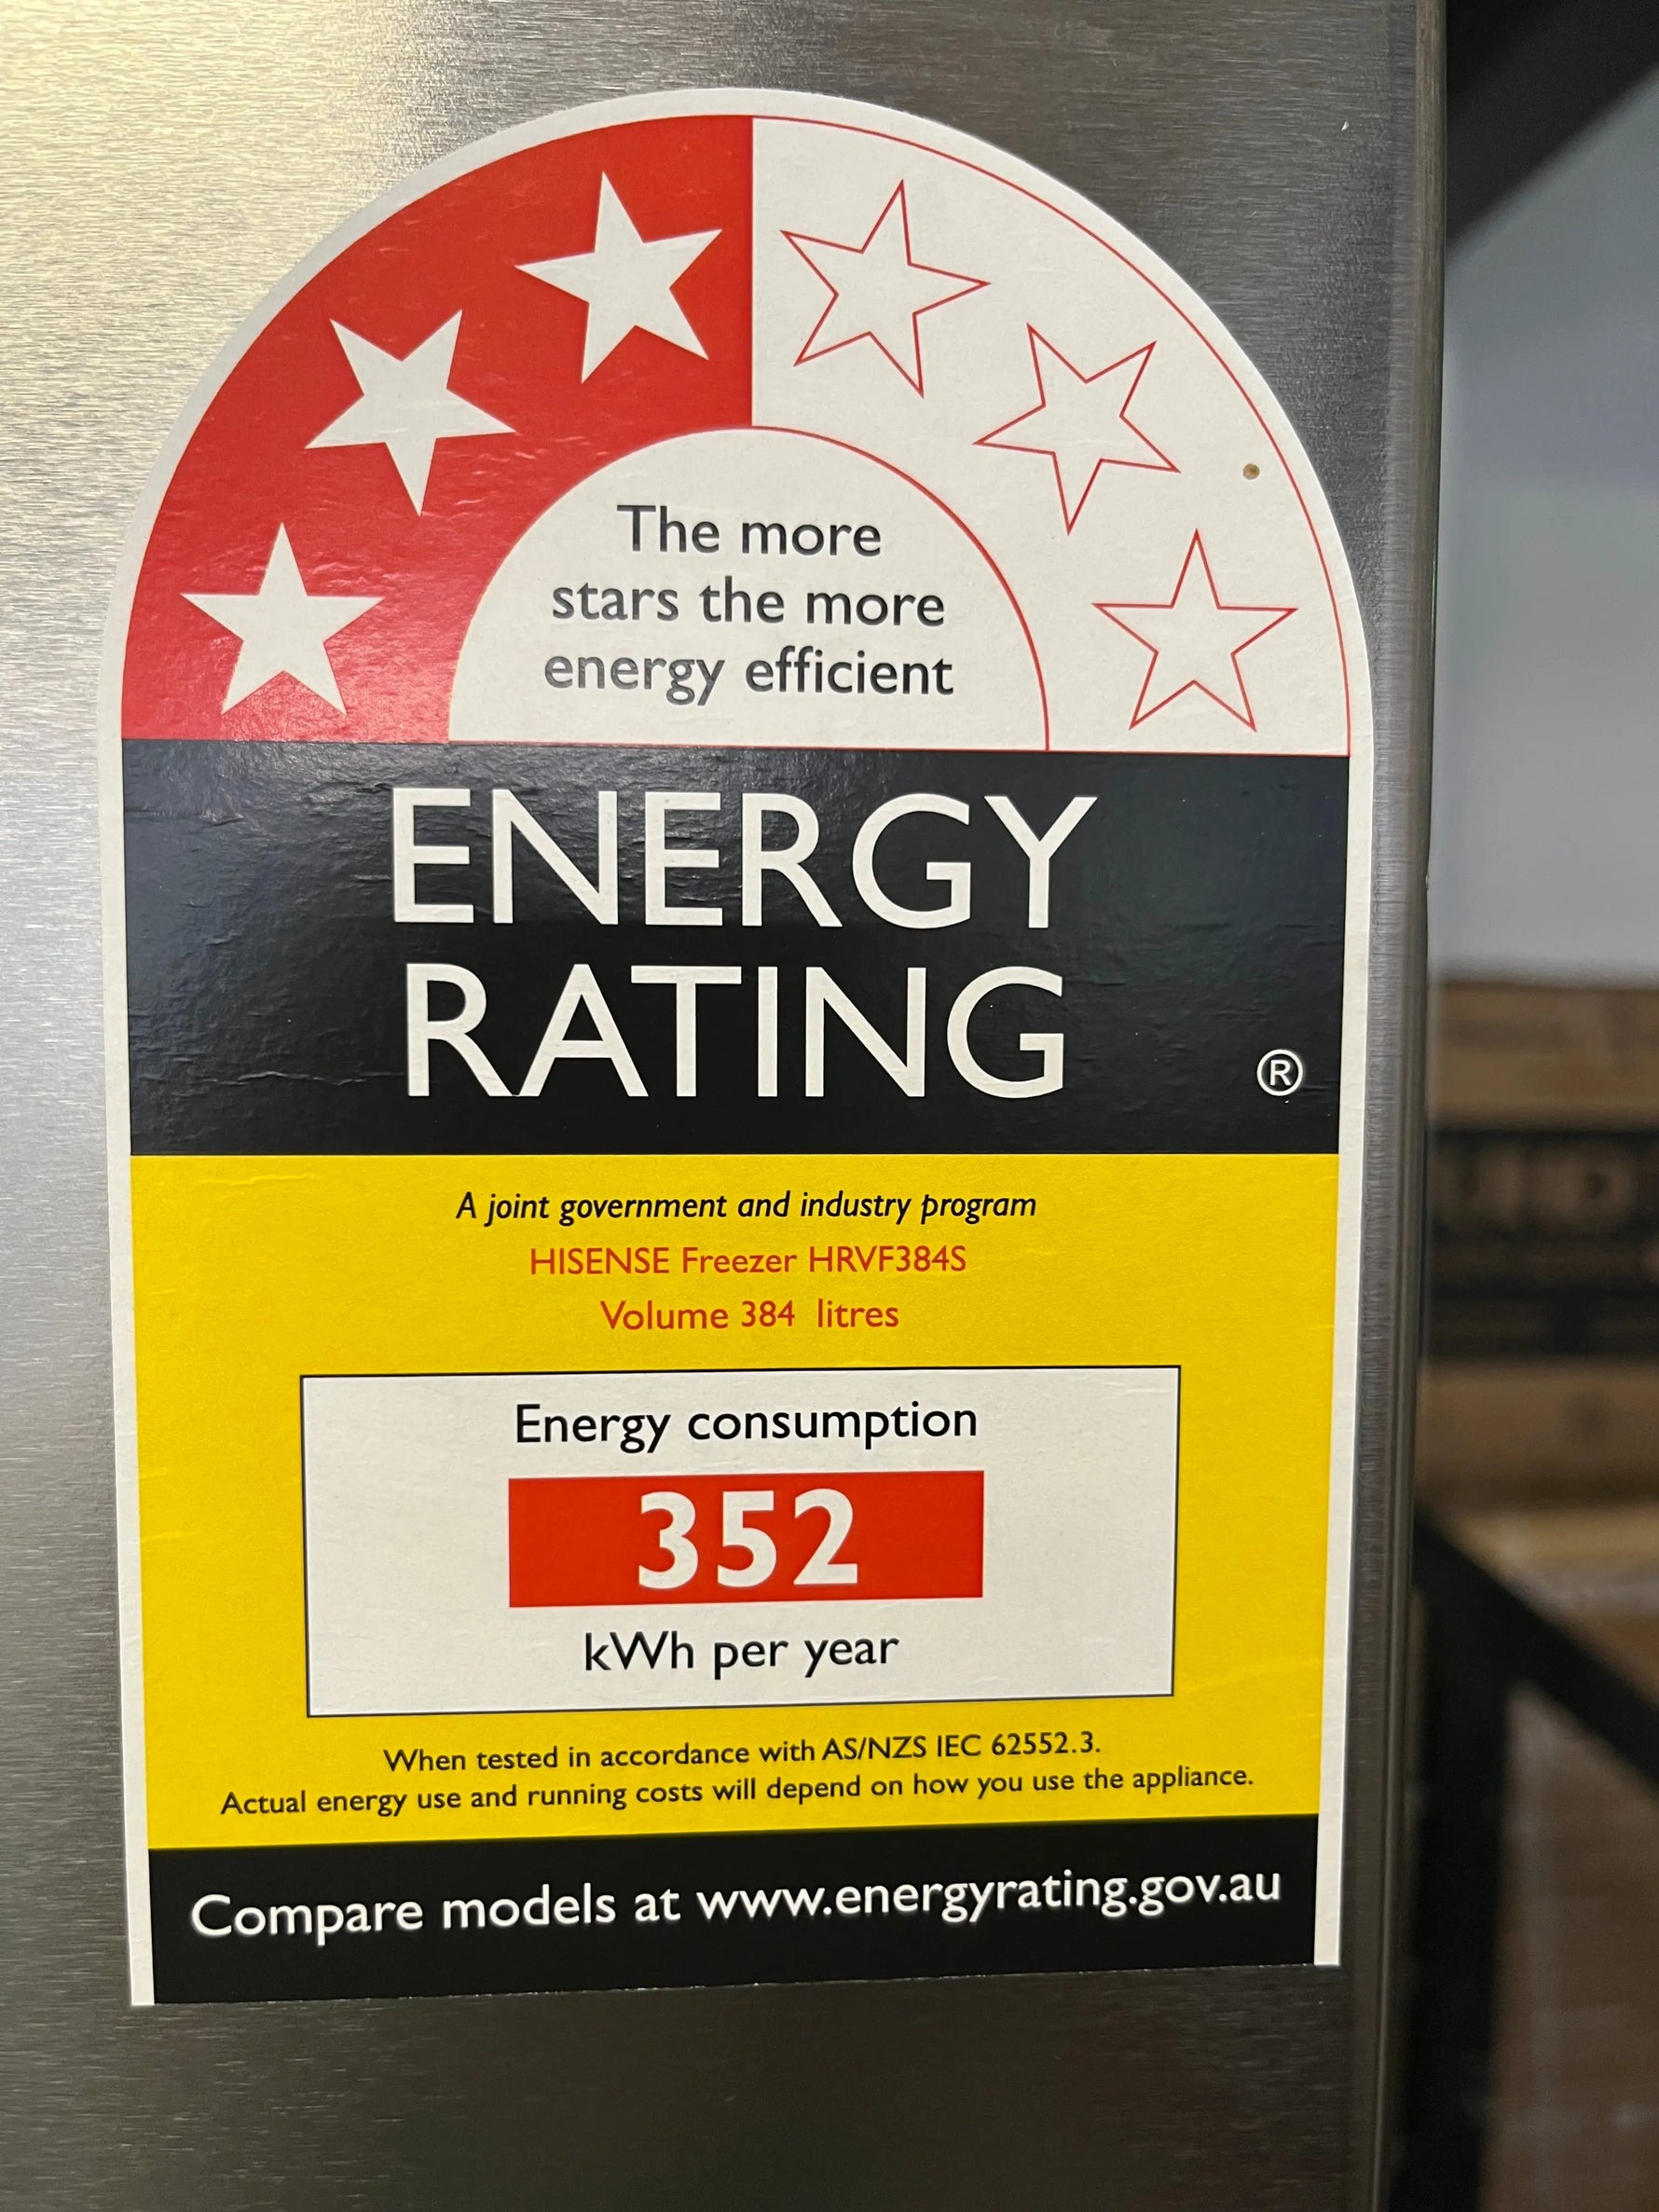 The more
stars the more
energy efficient
ENERGY
RATING
®
A joint government and industry program
HISENSE Freezer HRVF384S
Volume 384 litres
Energy consumption
352
kWh per year
When tested in accordance with AS/NZS IEC 62552.3.
Actual energy use and running costs will depend on how you use the appliance.
Compare models at www.energyrating.gov.au